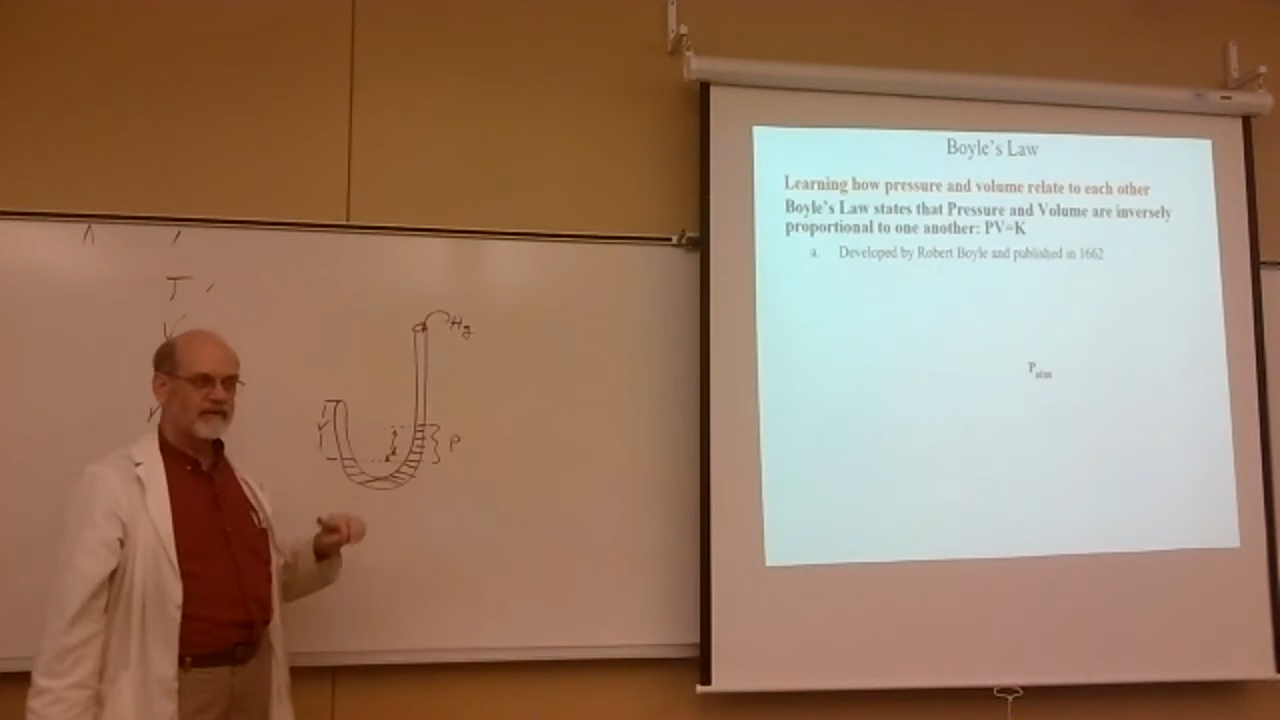 T
V
Hg
V
P
Boyle's Law
Learning how pressure and volume relate to each other
Boyle's Law states that Pressure and Volume are inversely
proportional to one another: PV=K
a. Developed by Robert Boyle and published in 1662
Patm